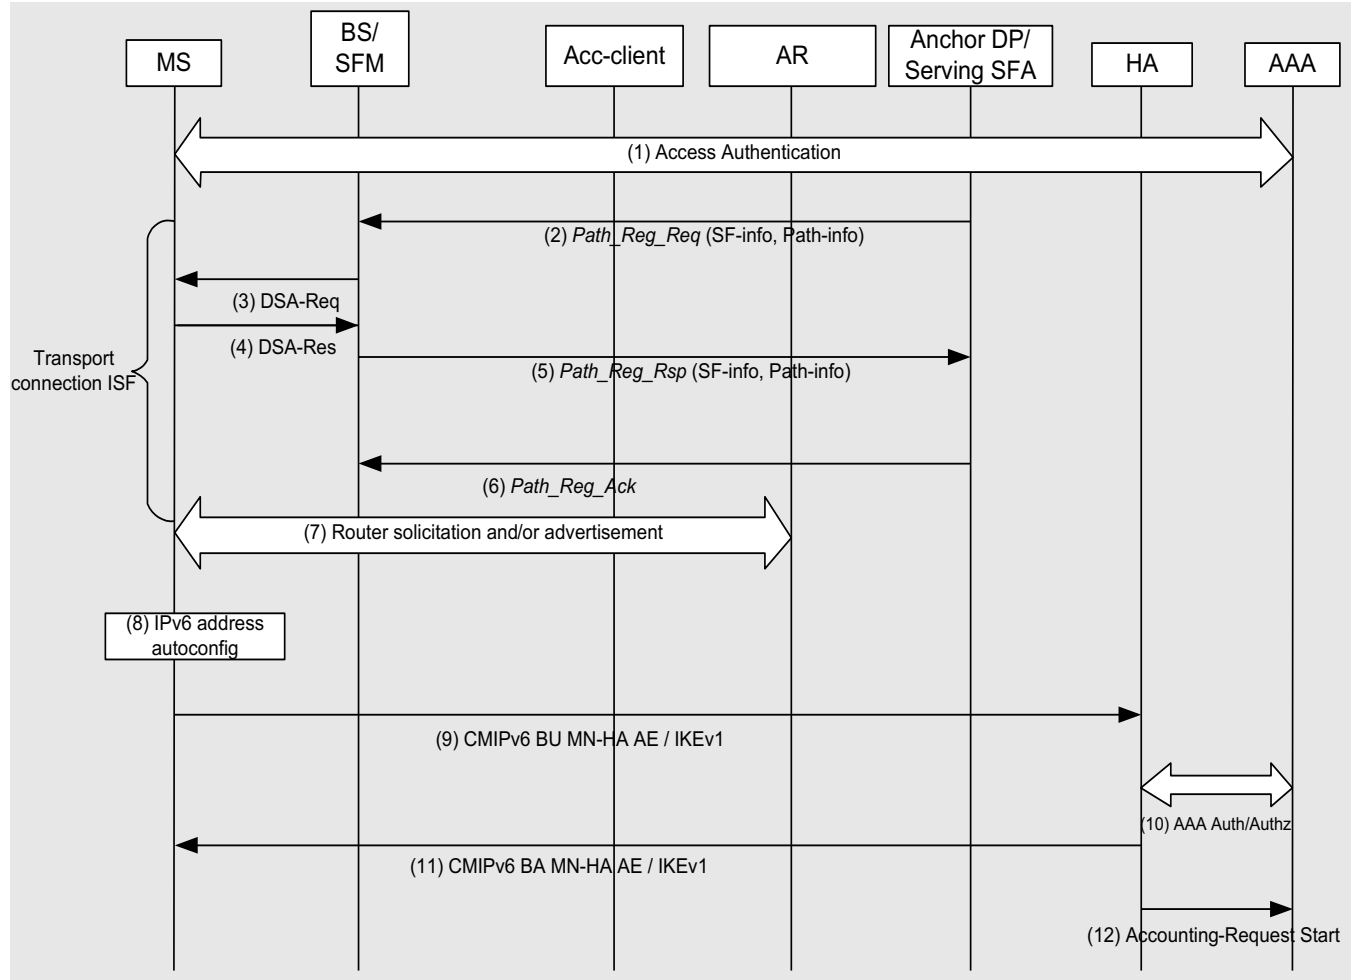 MS
BS/
SFM
Acc-client
AR
Anchor DP/
Serving SFA
HA
AAA
(1) Access Authentication
(2) Path_Reg_Req (SF-info, Path-info)
(3) DSA-Req
(4) DSA-Res
Transport
connection ISF
(5) Path_Reg_Rsp (SF-info, Path-info)
(6) Path_Reg_Ack
(7) Router solicitation and/or advertisement
(8) IPv6 address
autoconfig
(9) CMIPv6 BU MN-HA AE / IKEv1
(10) AAA Auth/Authz
(11) CMIPv6 BA MN-HA AE / IKEv1
(12) Accounting-Request Start